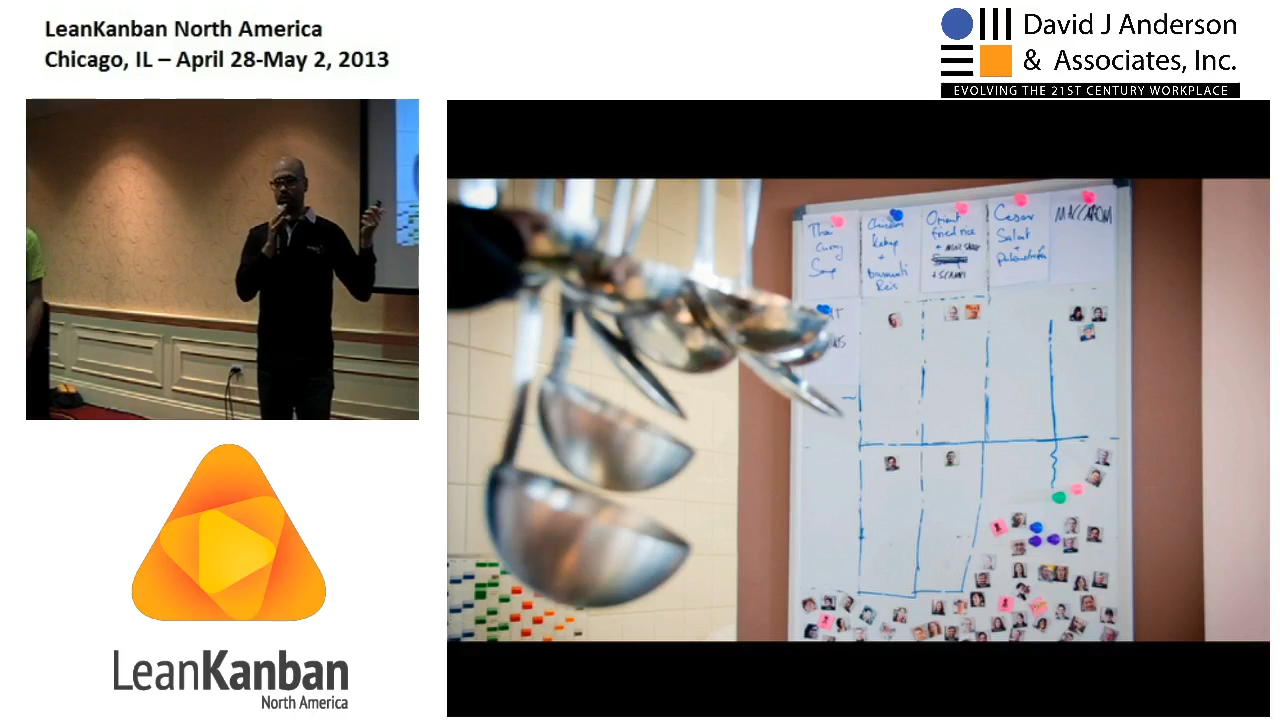 LeanKanban North America
Chicago, IL – April 28-May 2, 2013
David J Anderson
& Associates, Inc.
EVOLVING THE 21ST CENTURY WORKPLACE
Thai
Curry
Soup
Chicken
Kebap
+
Basmati
Reis
Orient
fried rice
+
+ SCAMPI
Cesar
Salat
+
MACCARONI
LeanKanban
North America